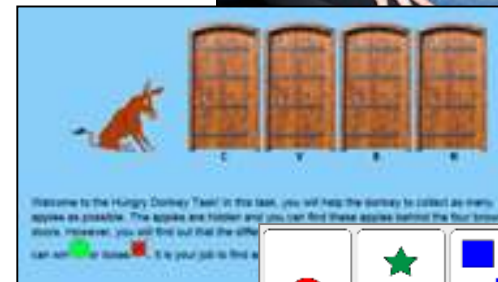 C V B N
Welcome to the Hungry Donkey Task! In this task, you will help the donkey to collect as many
apples as possible. The apples are hidden and you can find these apples behind the four brown
doors. However, you will find out that the diffe
can win or loses . It is your job to find a